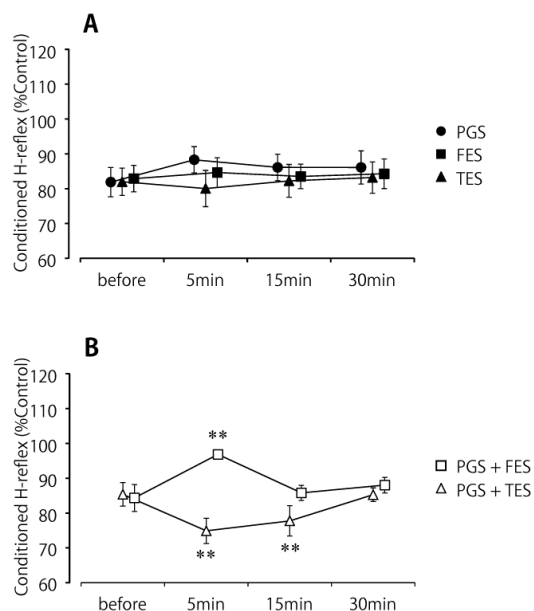 A
Conditioned H-reflex (%Control)
120
110
100
90
80
70
60
before 5min 15min 30min
PGS
FES
TES
B
Conditioned H-reflex (%Control)
120
110
100
90
80
70
60
**
**
**
before 5min 15min 30min
PGS + FES
PGS + TES